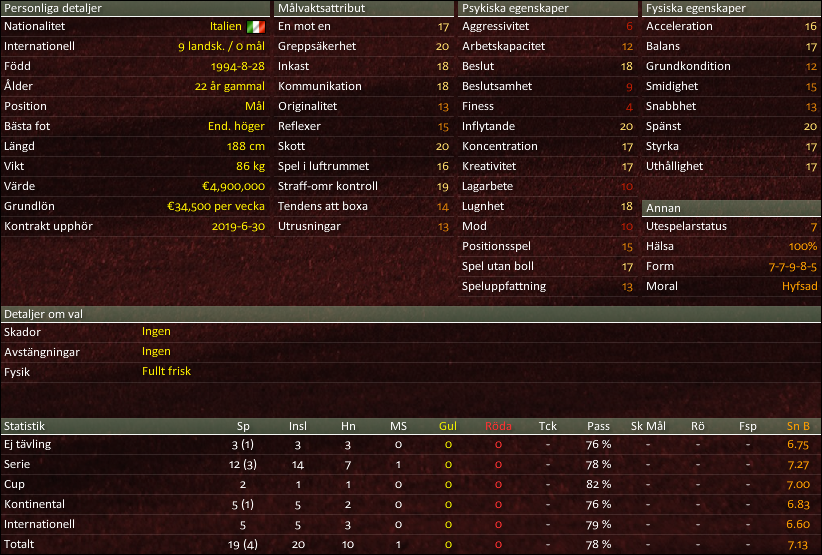 Personliga detaljer
Nationalitet Italien
Internationell 9 landsk. / 0 mål
Född 1994-8-28
Ålder 22 år gammal
Position Mål
Bästa fot End. höger
Längd 188 cm
Vikt 86 kg
Värde €4,900,000
Grundlön €34,500 per vecka
Kontrakt upphör 2019-6-30
Målvaktsattribut
En mot en 17
Greppsäkerhet 20
Inkast 18
Kommunikation 18
Originalitet 13
Reflexer 15
Skott 20
Spel i luftrummet 16
Straff-omr kontroll 19
Tendens att boxa 14
Utrusningar 13
Psykiska egenskaper
Aggressivitet 6
Arbetskapacitet 12
Beslut 18
Beslutsamhet 9
Finess 4
Inflytande 20
Koncentration 17
Kreativitet 17
Lagarbete 10
Lugnhet 18
Mod 10
Positionsspel 15
Spel utan boll 17
Speluppfattning 13
Fysiska egenskaper
Acceleration 16
Balans 17
Grundkondition 12
Smidighet 15
Snabbhet 13
Spänst 20
Styrka 17
Uthållighet 17
Annan
Utespelarstatus 7
Hälsa 100%
Form 7-7-9-8-5
Moral Hyfsad
Detaljer om val
Skador Ingen
Avstängningar Ingen
Fysik Fullt frisk
Statistik Sp Insl Hn MS Gul Röda Tck Pass Sk Mål Rö Fsp Sn B
Ej tävling 3 (1) 3 3 0 0 0 - 76 % - - - 6.75
Serie 12 (3) 14 7 1 0 0 - 78 % - - - 7.27
Cup 2 1 1 0 0 0 - 82 % - - - 7.00
Kontinental 5 (1) 5 2 0 0 0 - 76 % - - - 6.83
Internationell 5 5 3 0 0 0 - 79 % - - - 6.60
Totalt 19 (4) 20 10 1 0 0 - 78 % - - - 7.13